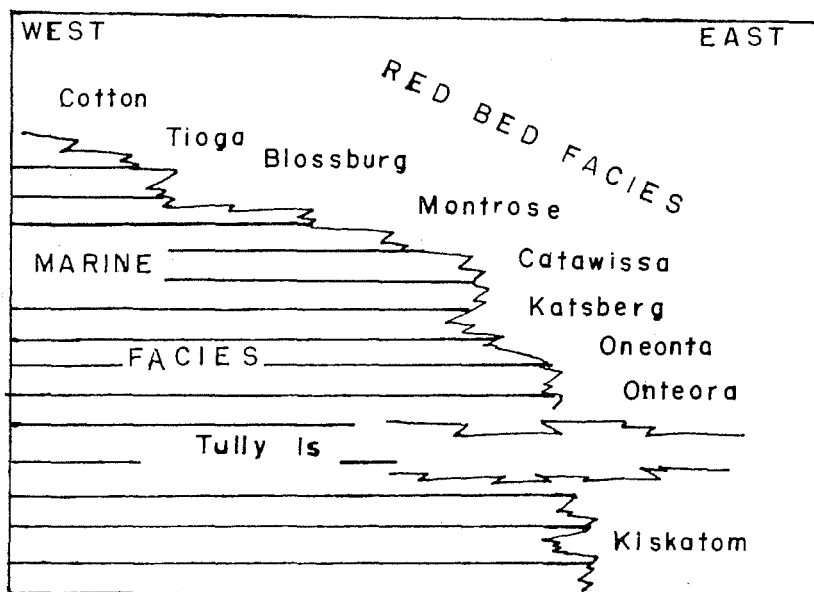 WEST
EAST
RED BED FACIES
Cotton
Tioga
Blossburg
Montrose
MARINE
Catawissa
Katsberg
FACIES
Oneonta
Onteora
Tully ls
Kiskatom